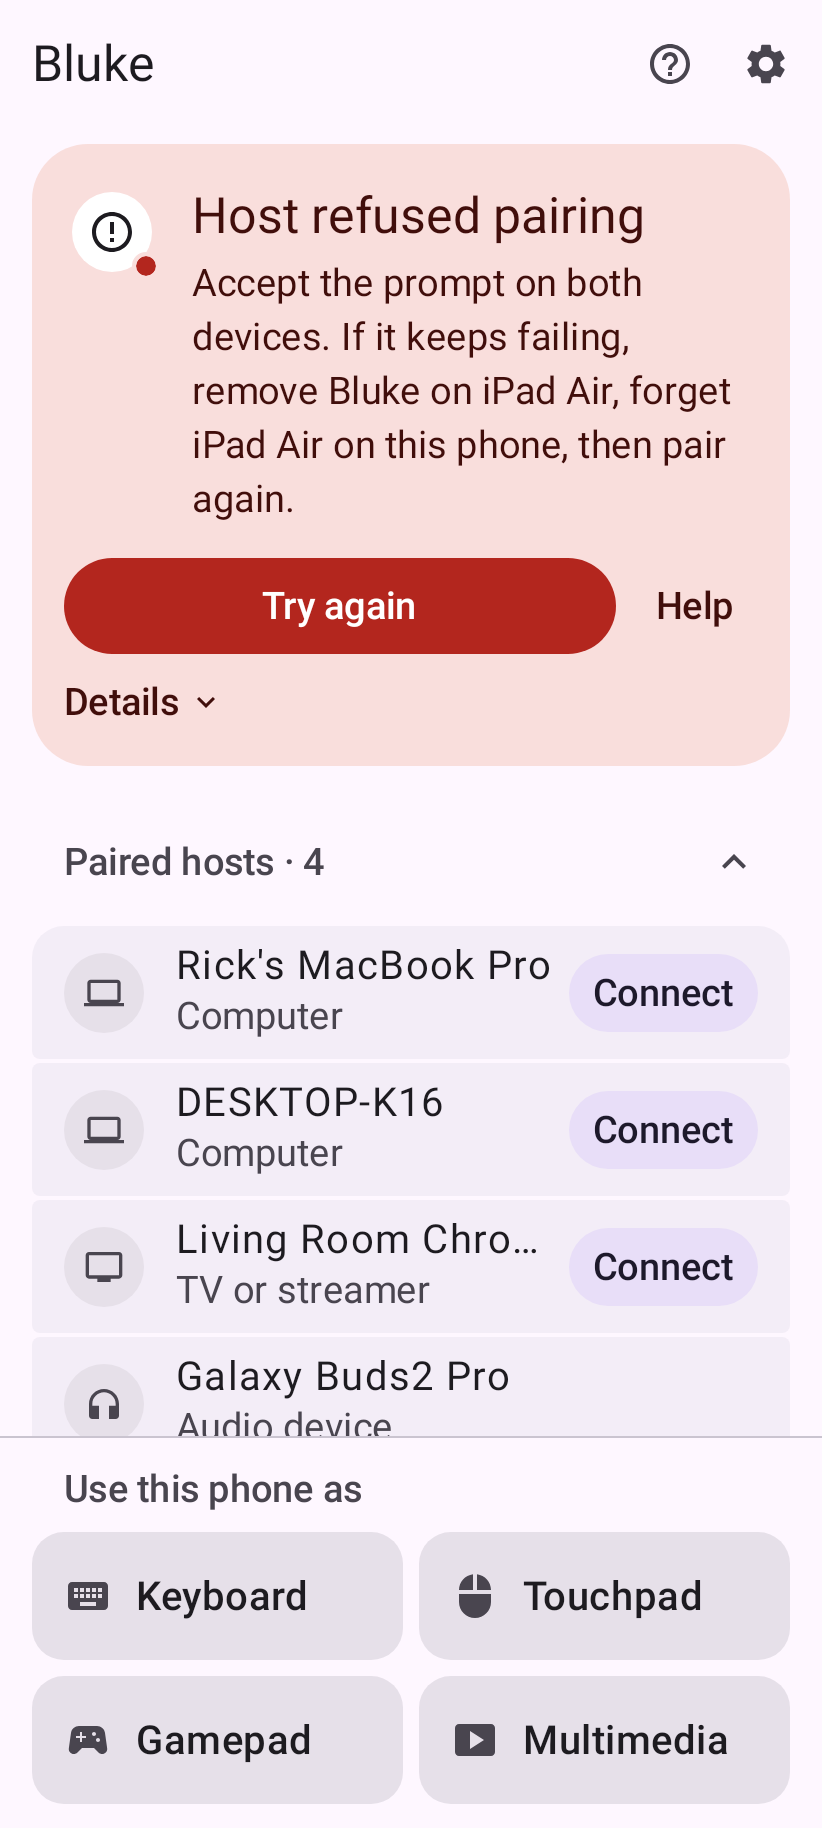 Bluke
Host refused pairing
Accept the prompt on both
devices. If it keeps failing,
remove Bluke on iPad Air, forget
iPad Air on this phone, then pair
again.
Try again
Help
Details
Paired hosts · 4
Rick's MacBook Pro
Computer
Connect
DESKTOP-K16
Computer
Connect
Living Room Chro...
TV or streamer
Connect
Galaxy Buds2 Pro
Audio device
Use this phone as
Keyboard
Touchpad
Gamepad
Multimedia